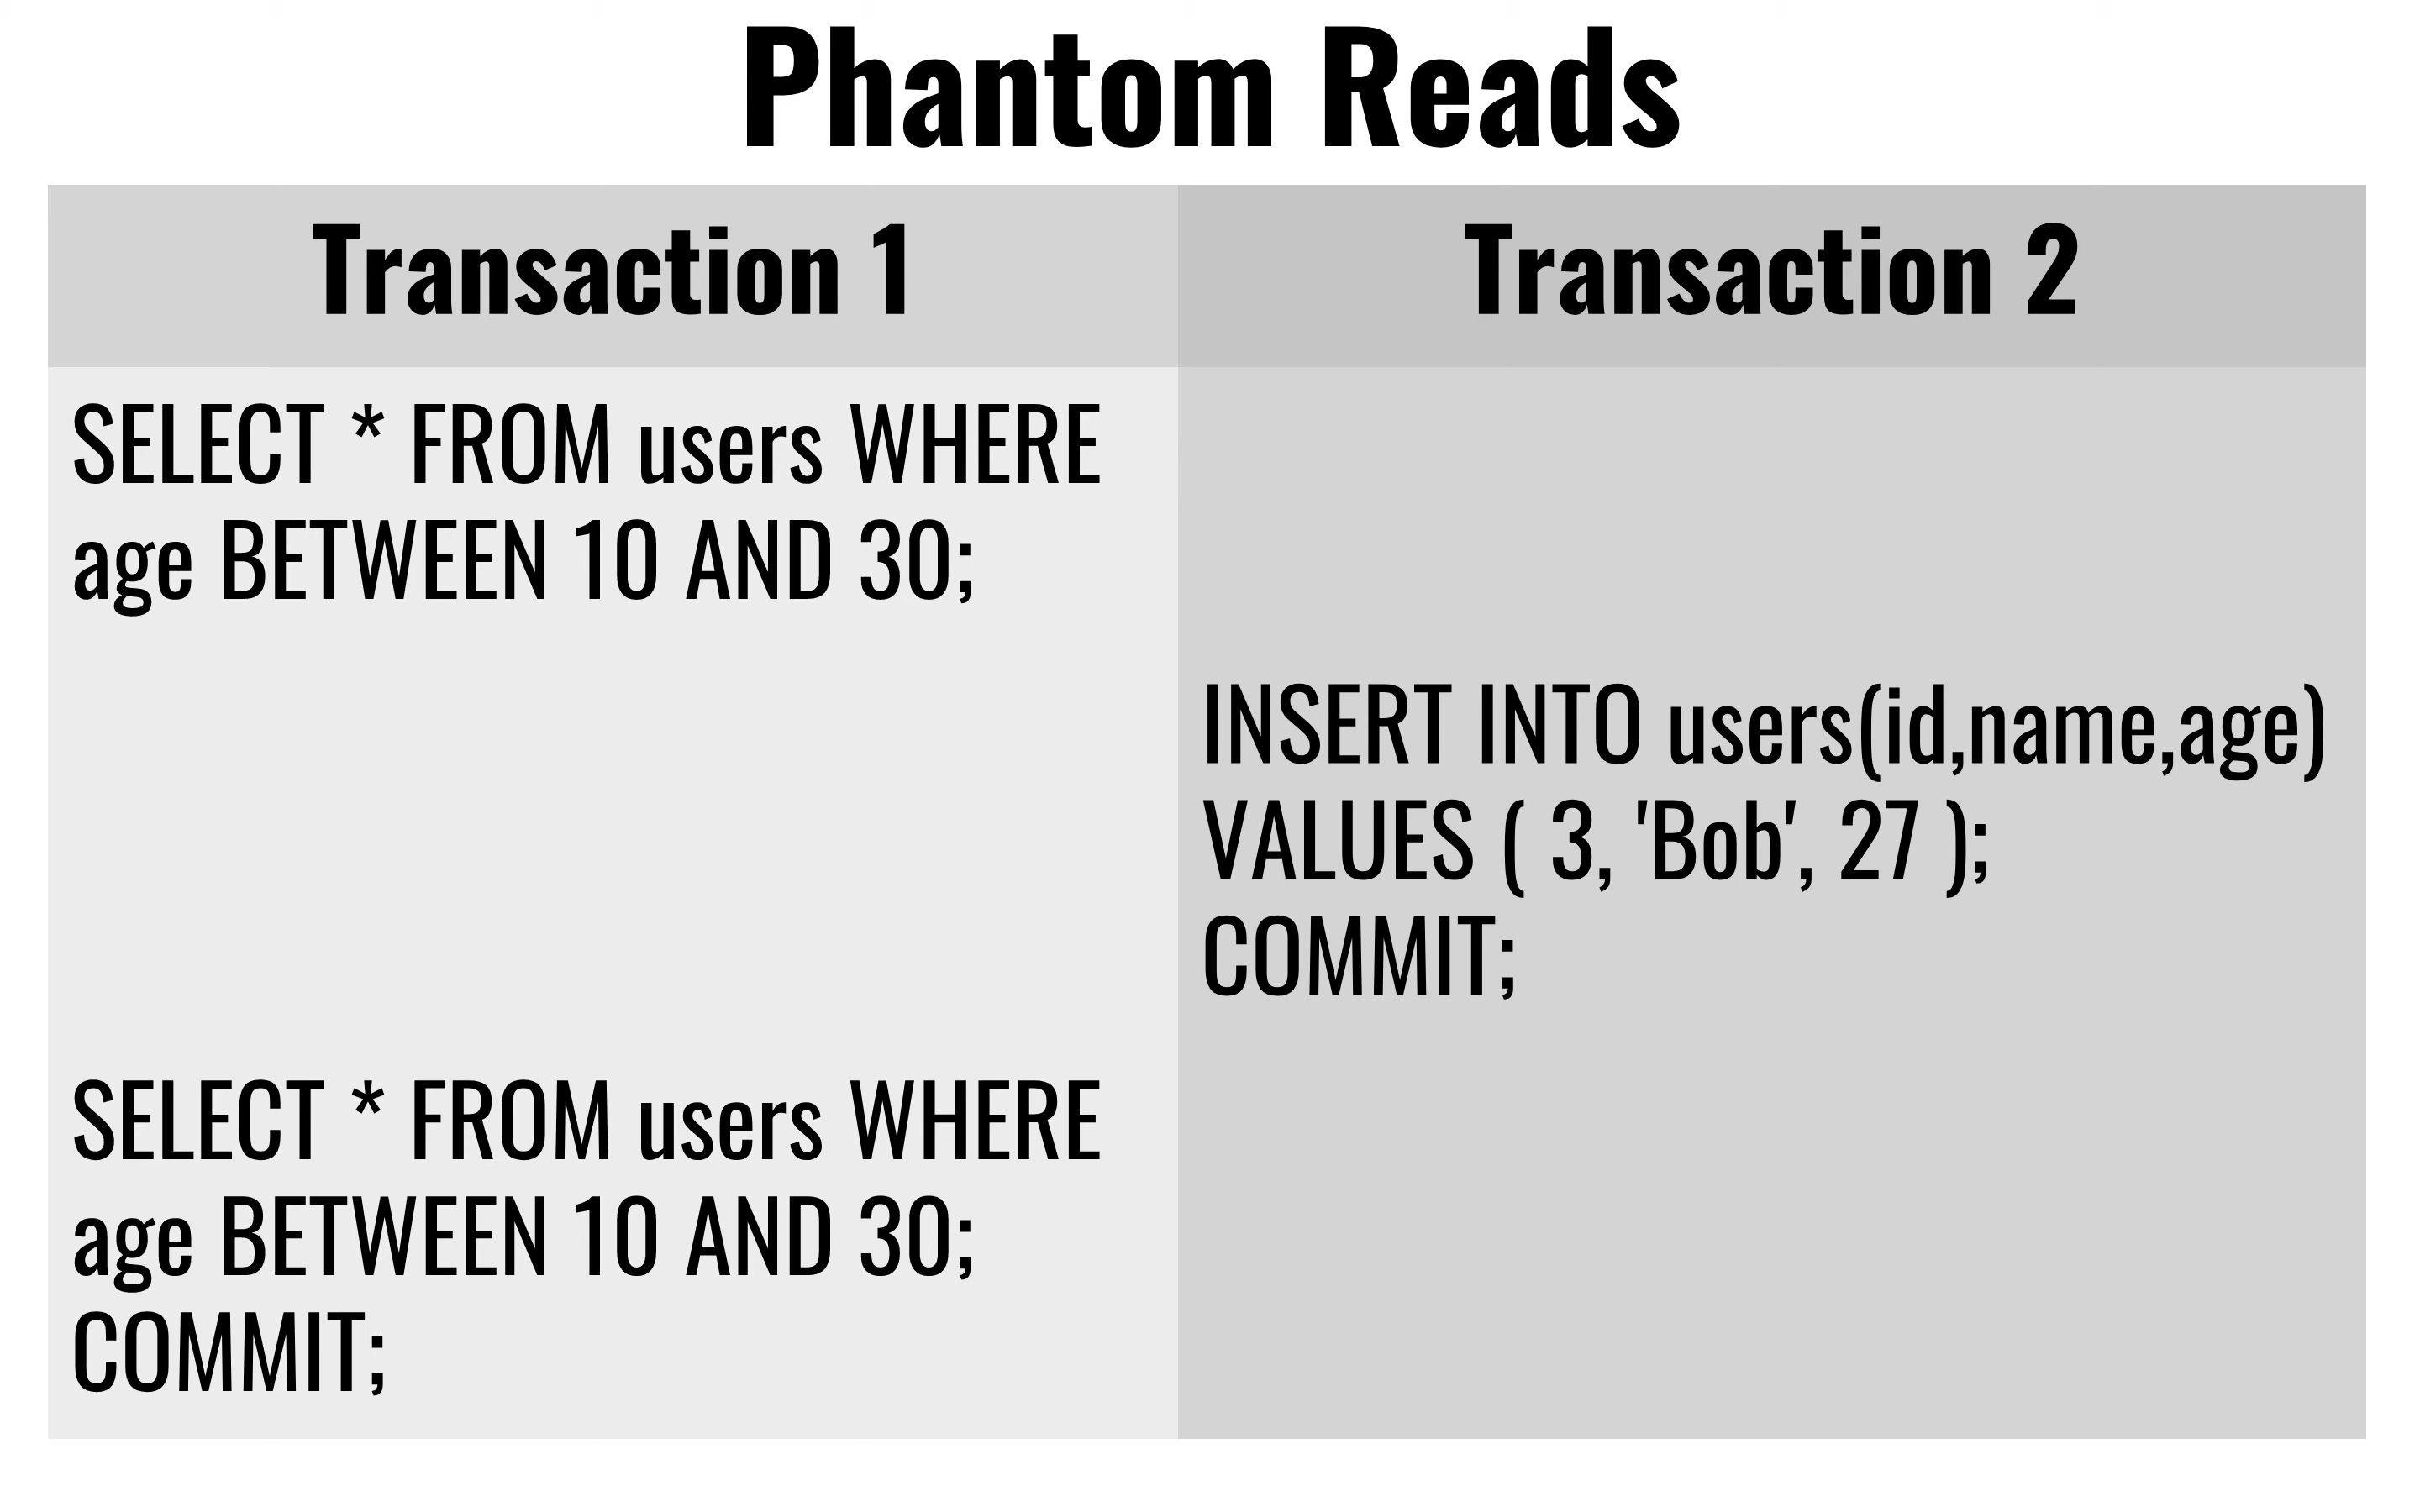 Phantom Reads
Transaction 1
Transaction 2
SELECT * FROM users WHERE
age BETWEEN 10 AND 30;
INSERT INTO users(id,name,age)
VALUES ( 3, 'Bob', 27 );
COMMIT;
SELECT * FROM users WHERE
age BETWEEN 10 AND 30;
COMMIT;